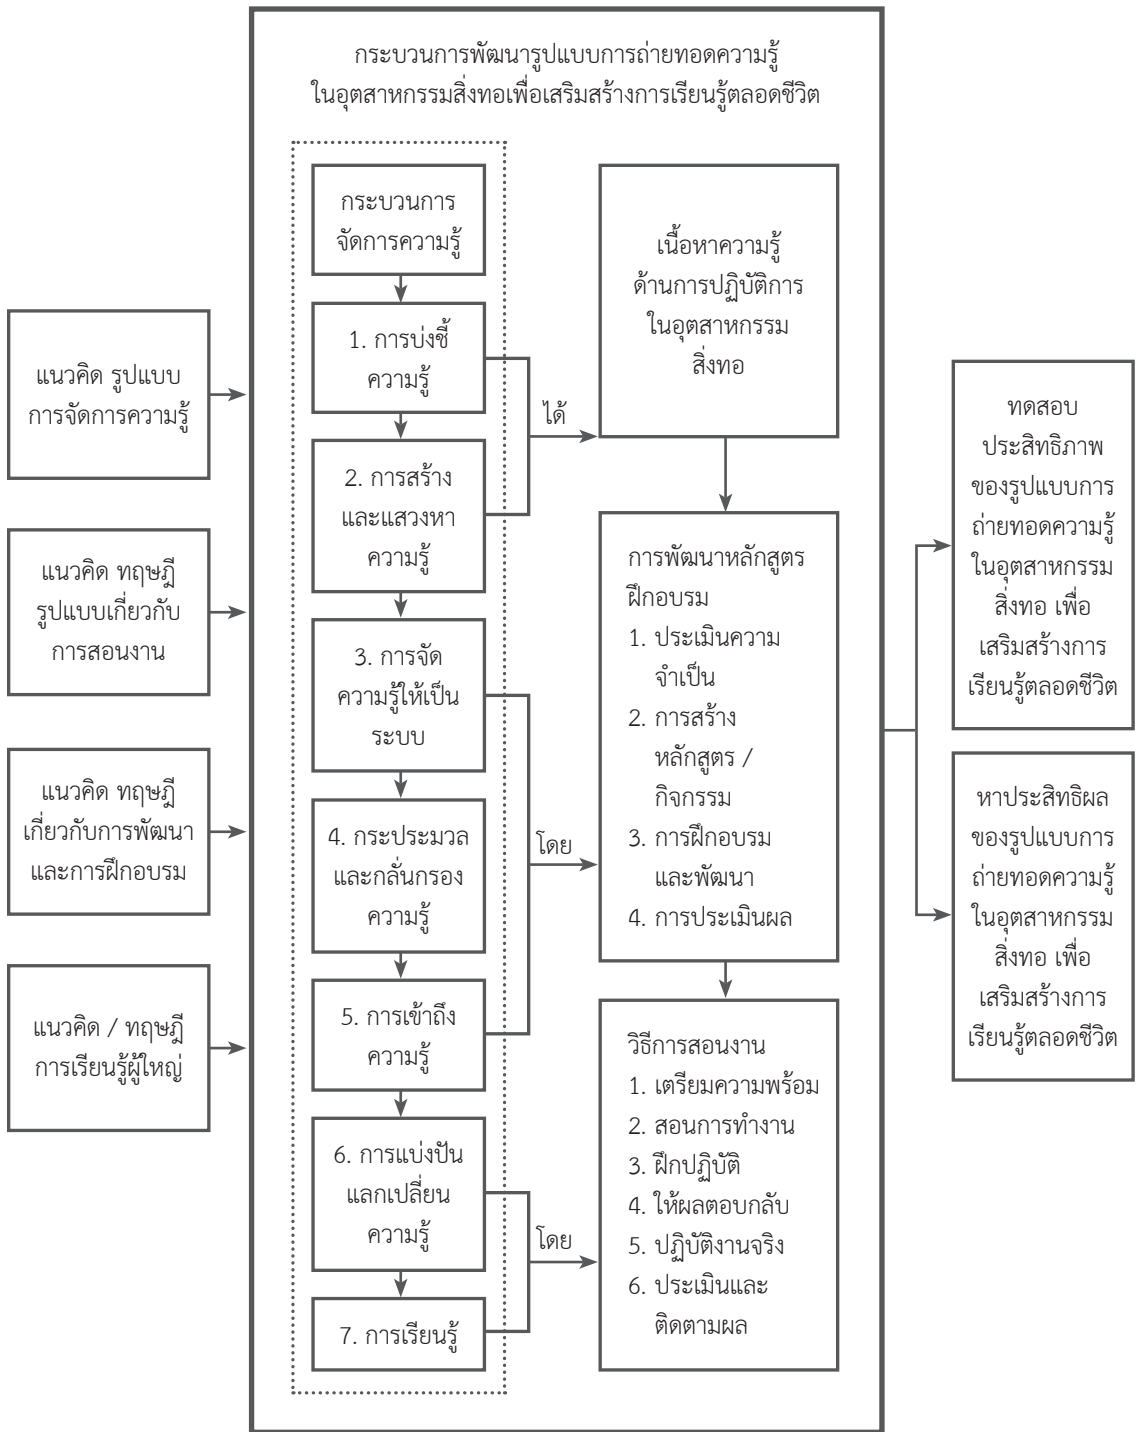 กระบวนการพัฒนารูปแบบการถ่ายทอดความรู้
ในอุตสาหกรรมสิ่งทอเพื่อเสริมสร้างการเรียนรู้ตลอดชีวิต
แนวคิด รูปแบบ
การจัดการความรู้
แนวคิด ทฤษฎี
รูปแบบเกี่ยวกับ
การสอนงาน
แนวคิด ทฤษฎี
เกี่ยวกับการพัฒนา
และการฝึกอบรม
แนวคิด / ทฤษฎี
การเรียนรู้ผู้ใหญ่
กระบวนการ
จัดการความรู้
1. การบ่งชี้
ความรู้
2. การสร้าง
และแสวงหา
ความรู้
3. การจัด
ความรู้ให้เป็น
ระบบ
4. กระประมวล
และกลั่นกรอง
ความรู้
5. การเข้าถึง
ความรู้
6. การแบ่งปัน
แลกเปลี่ยน
ความรู้
7. การเรียนรู้
ได้
โดย
โดย
เนื้อหาความรู้
ด้านการปฏิบัติการ
ในอุตสาหกรรม
สิ่งทอ
การพัฒนาหลักสูตร
ฝึกอบรม
1. ประเมินความ
จำเป็น
2. การสร้าง
หลักสูตร /
กิจกรรม
3. การฝึกอบรม
และพัฒนา
4. การประเมินผล
วิธีการสอนงาน
1. เตรียมความพร้อม
2. สอนการทำงาน
3. ฝึกปฏิบัติ
4. ให้ผลตอบกลับ
5. ปฏิบัติงานจริง
6. ประเมินและ
ติดตามผล
ทดสอบ
ประสิทธิภาพ
ของรูปแบบการ
ถ่ายทอดความรู้
ในอุตสาหกรรม
สิ่งทอ เพื่อ
เสริมสร้างการ
เรียนรู้ตลอดชีวิต
หาประสิทธิผล
ของรูปแบบการ
ถ่ายทอดความรู้
ในอุตสาหกรรม
สิ่งทอ เพื่อ
เสริมสร้างการ
เรียนรู้ตลอดชีวิต